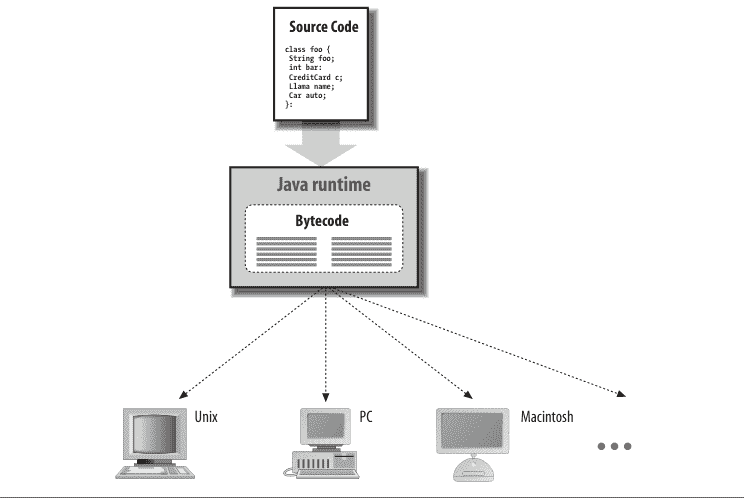 Source Code
class foo {
String foo;
int bar:
CreditCard c;
Llama name;
Car auto;
}:
Java runtime
Bytecode
Unix
PC
Macintosh